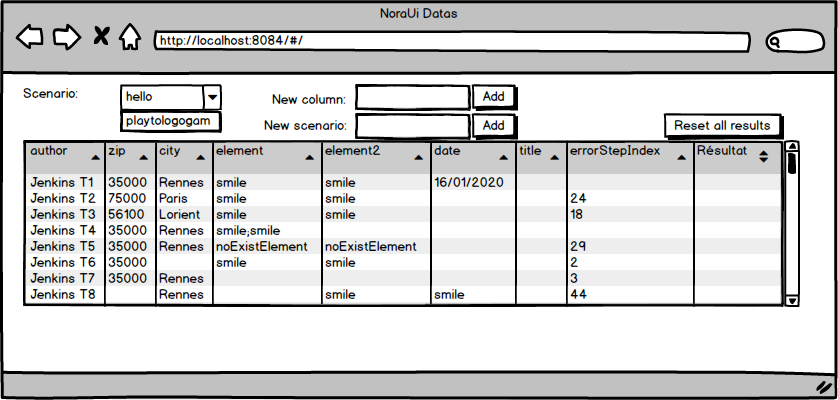 NoraUi Datas
http://localhost:8084/#/
Scenario: hello New column: Add
playtologogam New scenario: Add Reset all results
author zip city element element2 date title errorStepIndex Résultat
Jenkins T1 35000 Rennes smile smile 16/01/2020
Jenkins T2 75000 Paris smile smile 24
Jenkins T3 56100 Lorient smile smile 18
Jenkins T4 35000 Rennes smile;smile
Jenkins T5 35000 Rennes noExistElement noExistElement 29
Jenkins T6 35000 smile smile 2
Jenkins T7 35000 Rennes 3
Jenkins T8 Rennes smile smile 44